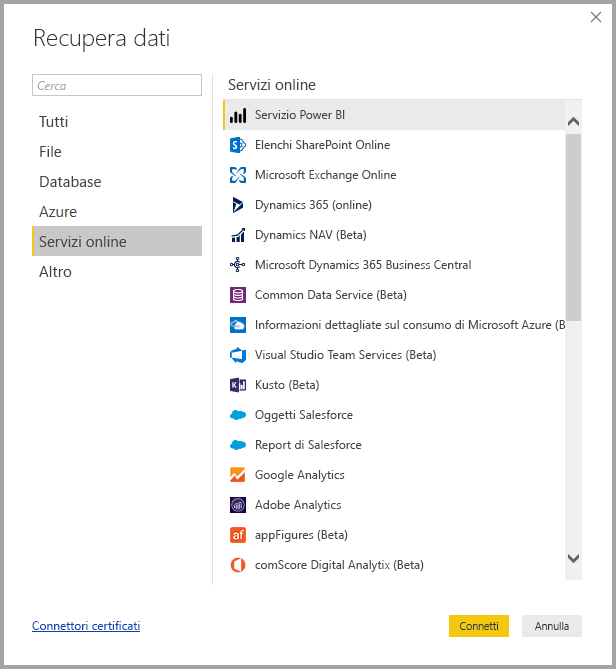 Recupera dati
Cerca
Tutti
File
Database
Azure
Servizi online
Altro
Servizi online
Servizio Power BI
Elenchi SharePoint Online
Microsoft Exchange Online
Dynamics 365 (online)
Dynamics NAV (Beta)
Microsoft Dynamics 365 Business Central
Common Data Service (Beta)
Informazioni dettagliate sul consumo di Microsoft Azure (B
Visual Studio Team Services (Beta)
Kusto (Beta)
Oggetti Salesforce
Report di Salesforce
Google Analytics
Adobe Analytics
af appFigures (Beta)
comScore Digital Analytix (Beta)
Connettori certificati
Connetti
Annulla